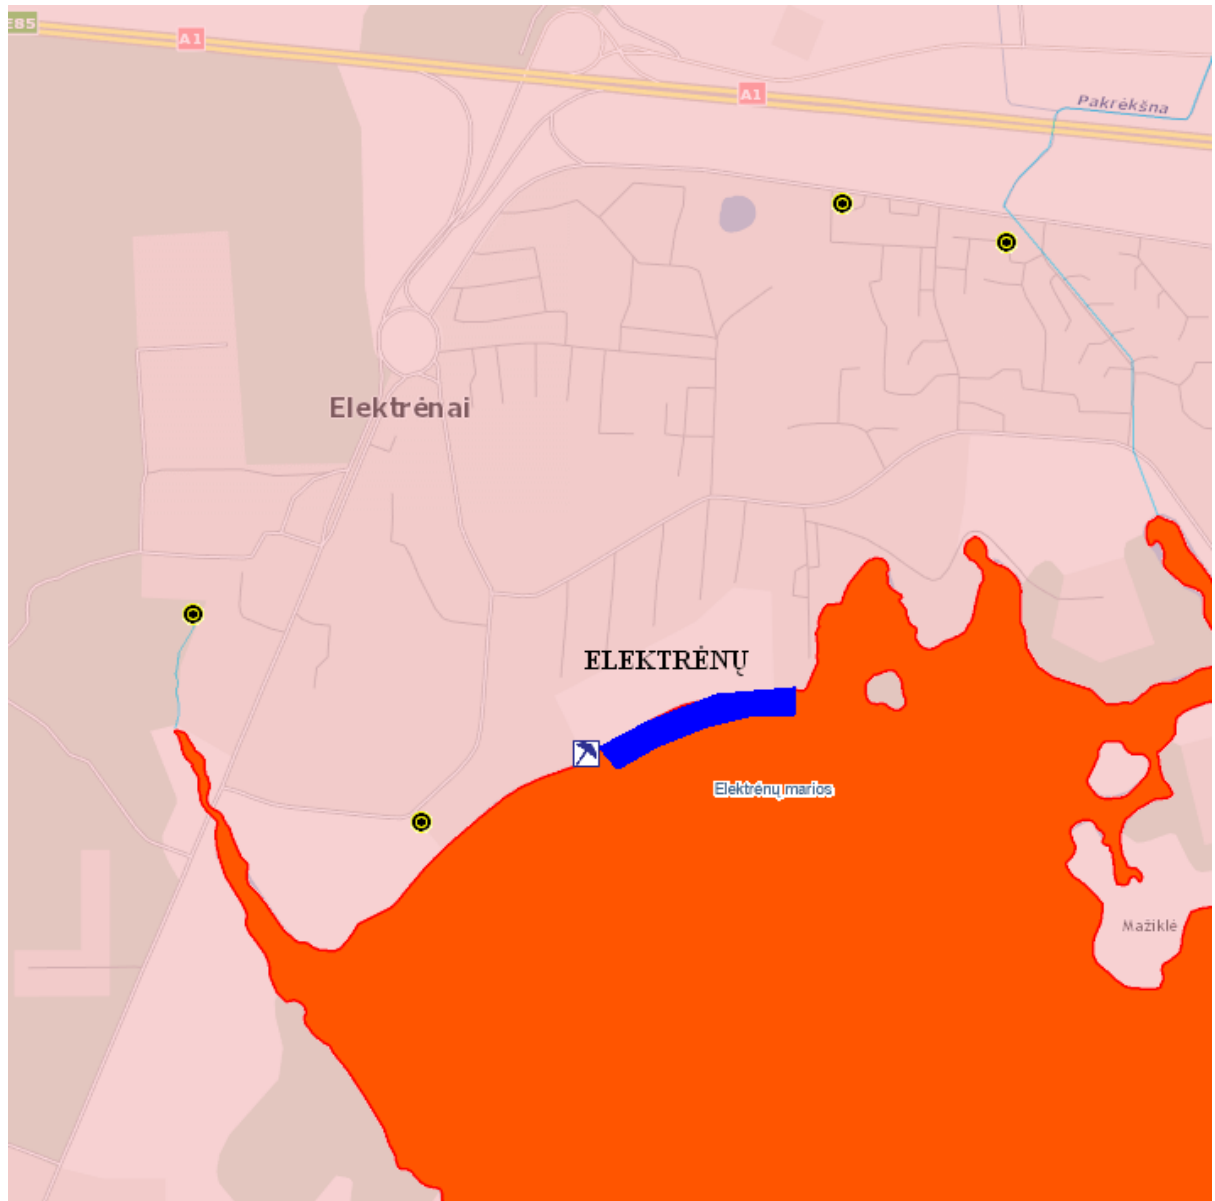 E85
A1
A1
Pakrėkšna
Elektrėnai
ELEKTRĖNŲ
Elektrėnų marios
Mažiklė